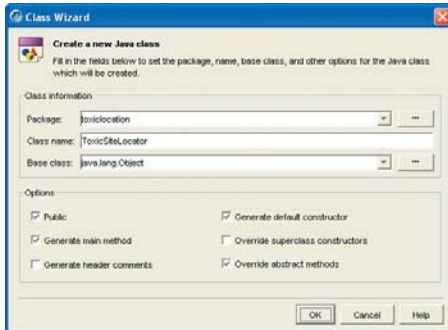 Class Wizard
Create a new Java class
Fill in the fields below to set the package, name, base class, and other options for the Java class
which will be created.
Class information
Package: toxiclocation
...
Class name: ToxicSiteLocator
Base class: java.lang.Object
...
Options
Public
Generate default constructor
Generate main method
Override superclass constructors
Generate header comments
Override abstract methods
OK Cancel Help